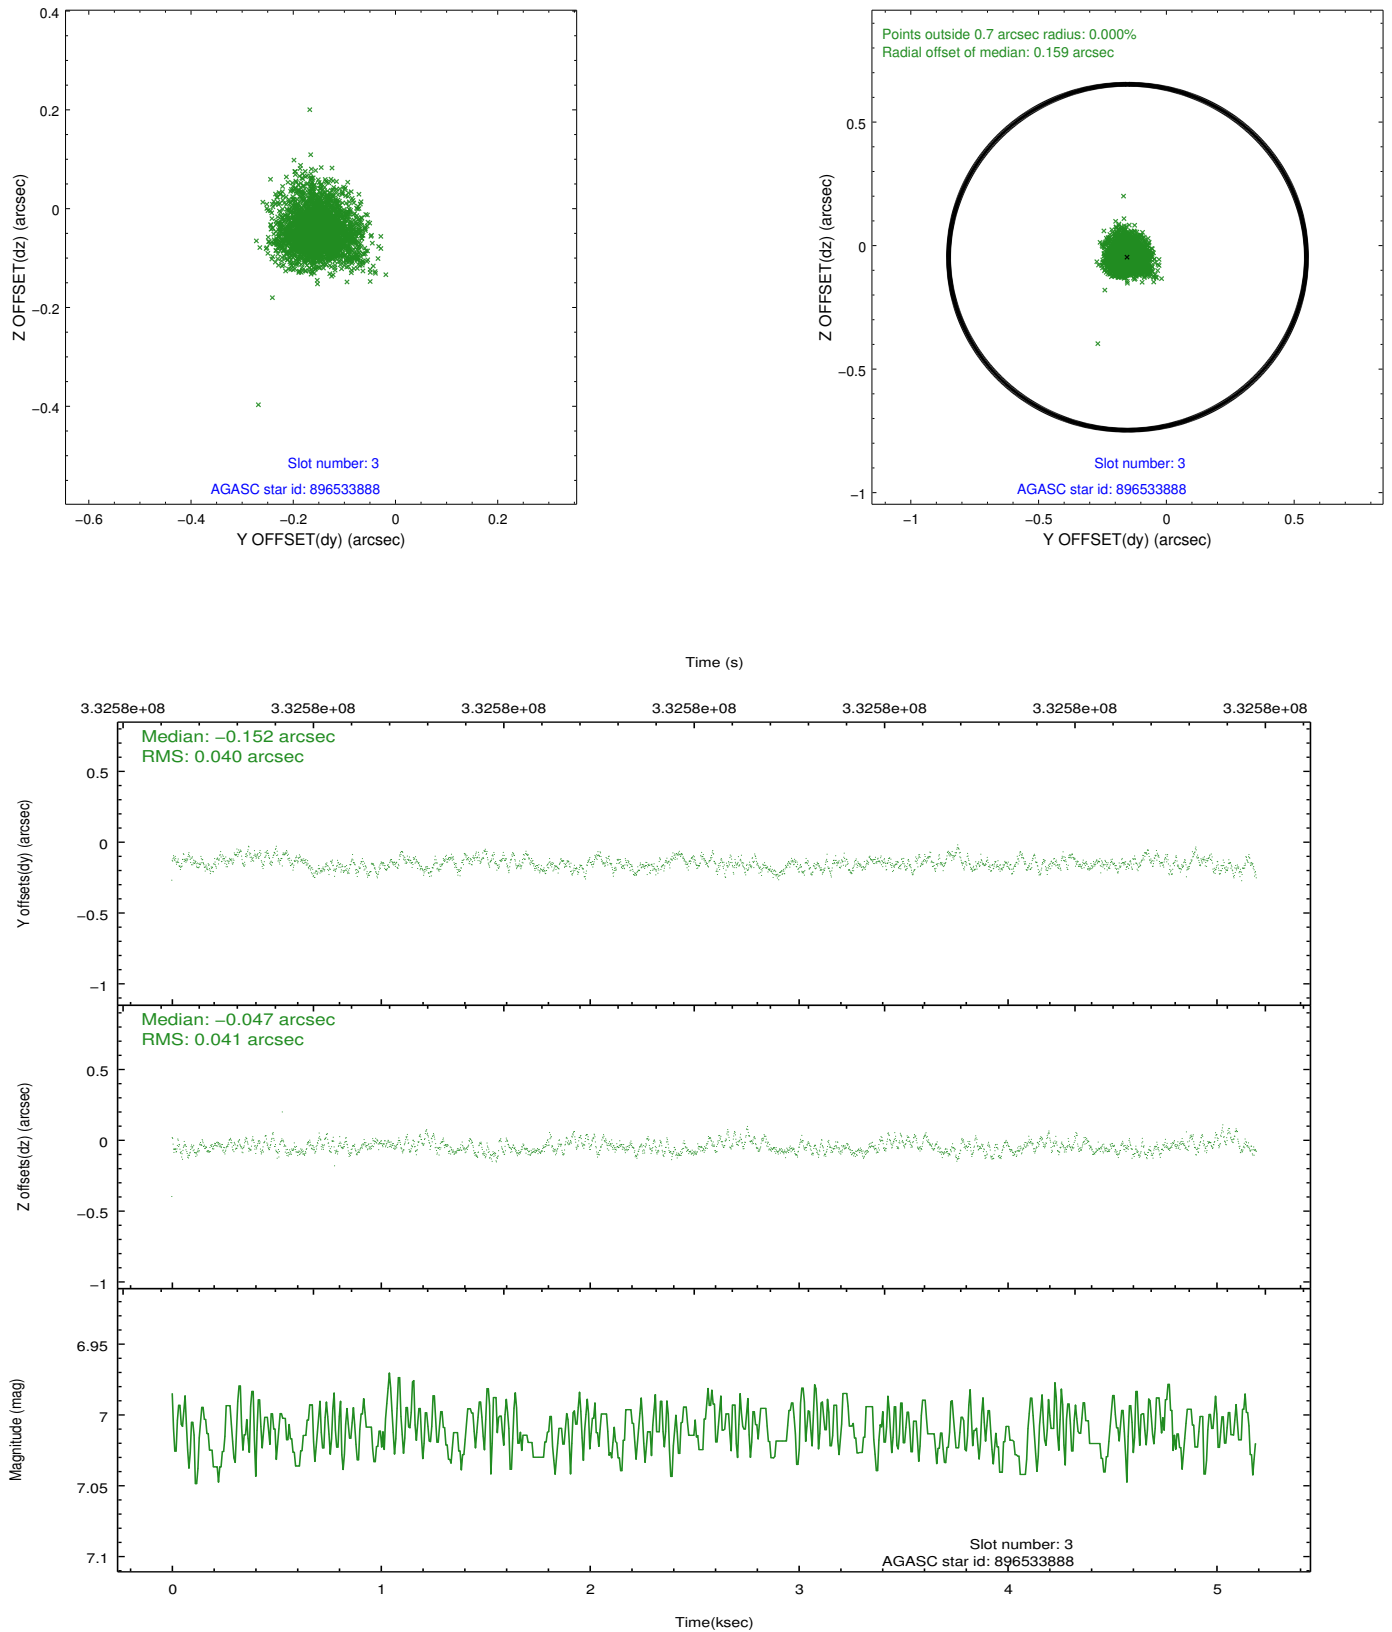 0.4
0.2
0
−0.2
−0.4
Z OFFSET(dz) (arcsec)
Slot number: 3
AGASC star id: 896533888
−0.6 −0.4 −0.2 0 0.2
Y OFFSET(dy) (arcsec)
Points outside 0.7 arcsec radius: 0.000%
Radial offset of median: 0.159 arcsec
0.5
0
−0.5
−1
Z OFFSET(dz) (arcsec)
Slot number: 3
AGASC star id: 896533888
−1 −0.5 0 0.5
Y OFFSET(dy) (arcsec)
Time (s)
3.3258e+08 3.3258e+08 3.3258e+08 3.3258e+08 3.3258e+08 3.3258e+08 3.3258e+08
Median: −0.152 arcsec
RMS: 0.040 arcsec
0.5
0
−0.5
−1
Y offsets(dy) (arcsec)
Median: −0.047 arcsec
RMS: 0.041 arcsec
0.5
0
−0.5
−1
Z offsets(dz) (arcsec)
6.95
7
7.05
7.1
Magnitude (mag)
Slot number: 3
AGASC star id: 896533888
0 1 2 3 4 5
Time(ksec)